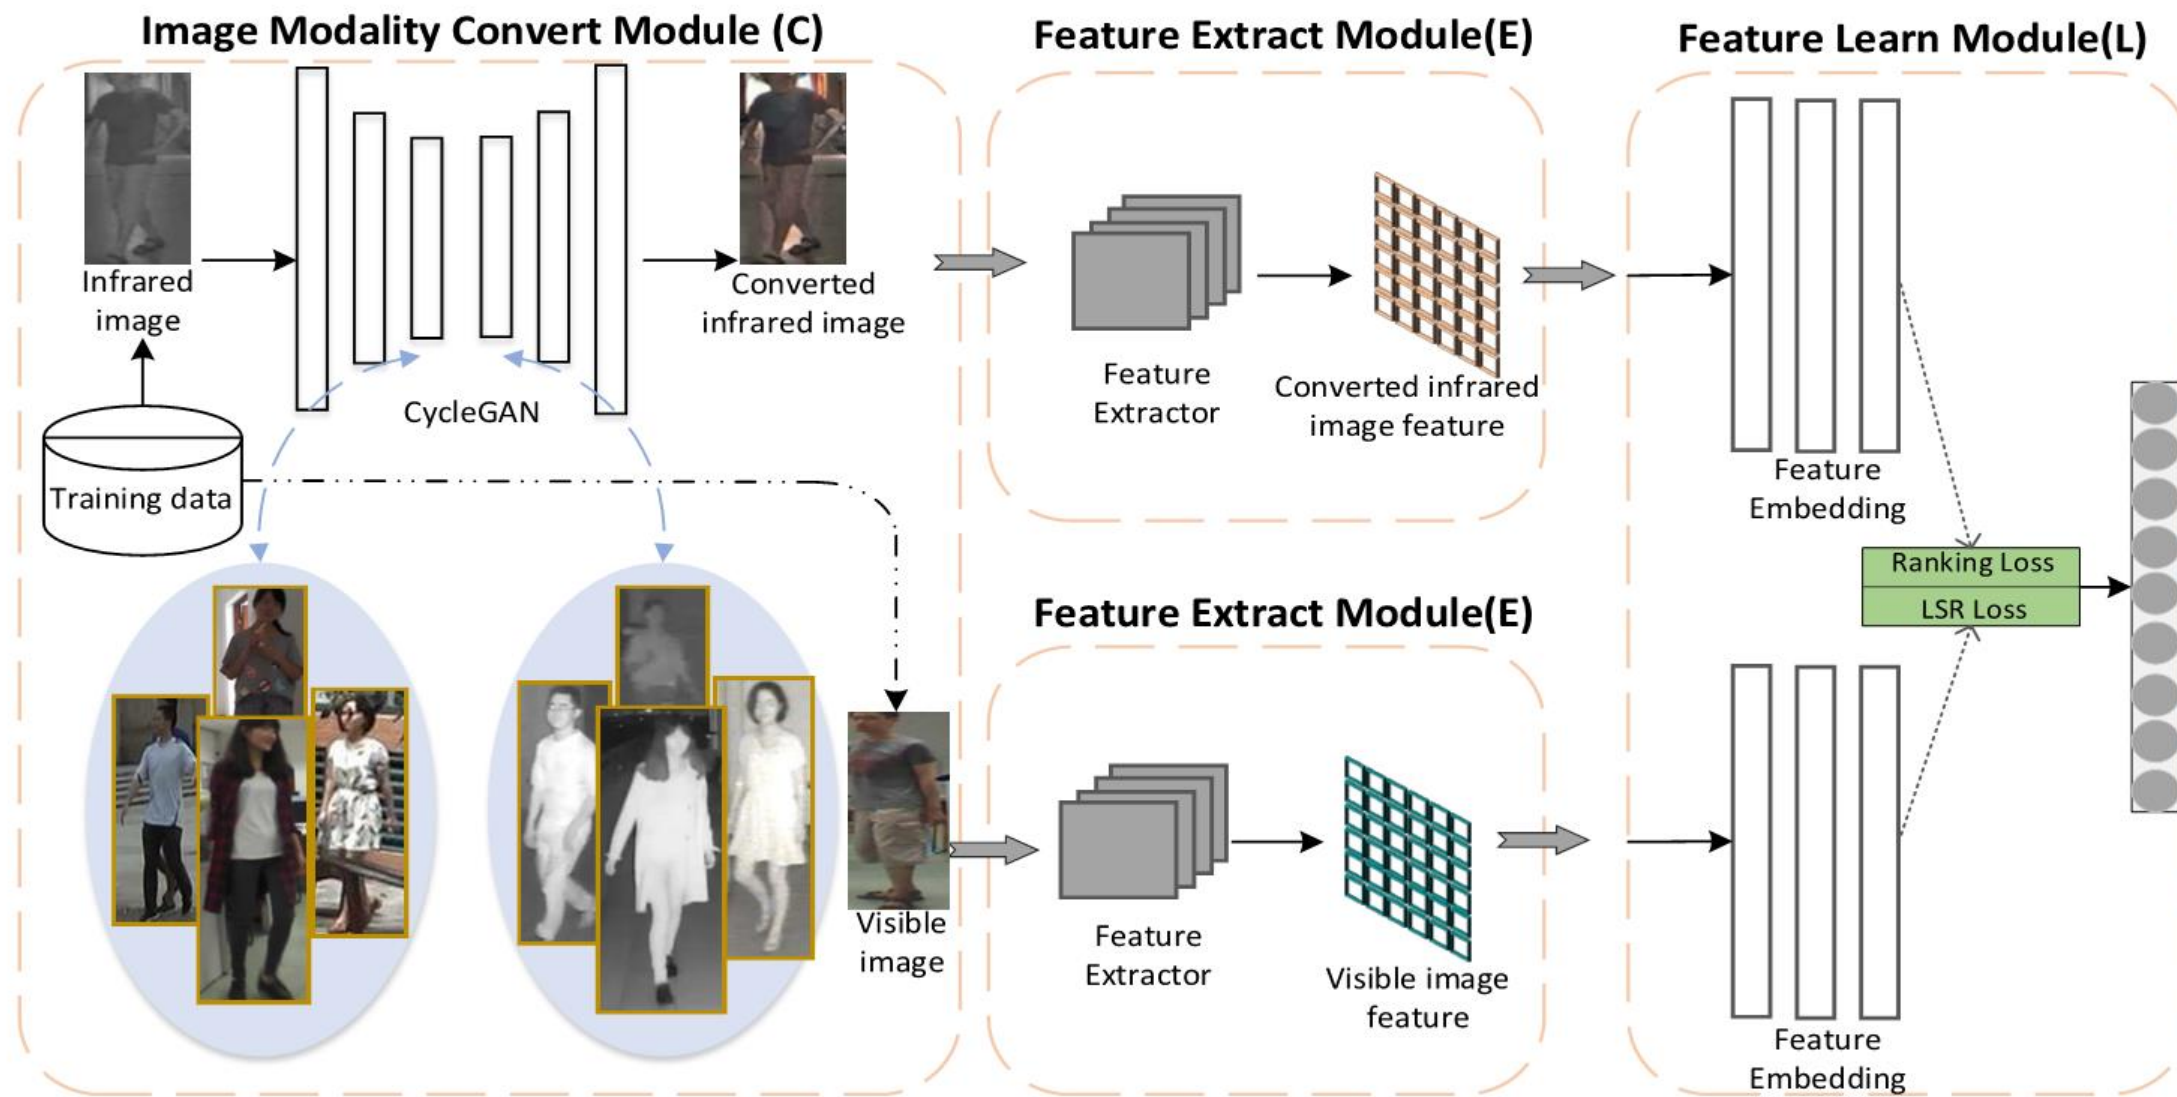 Image Modality Convert Module (C)
Feature Extract Module(E)
Feature Learn Module(L)
Infrared
image
Converted
infrared image
CycleGAN
Training data
Feature
Extractor
Converted infrared
image feature
Feature
Embedding
Ranking Loss
LSR Loss
Feature Extract Module(E)
Visible
image
Feature
Extractor
Visible image
feature
Feature
Embedding